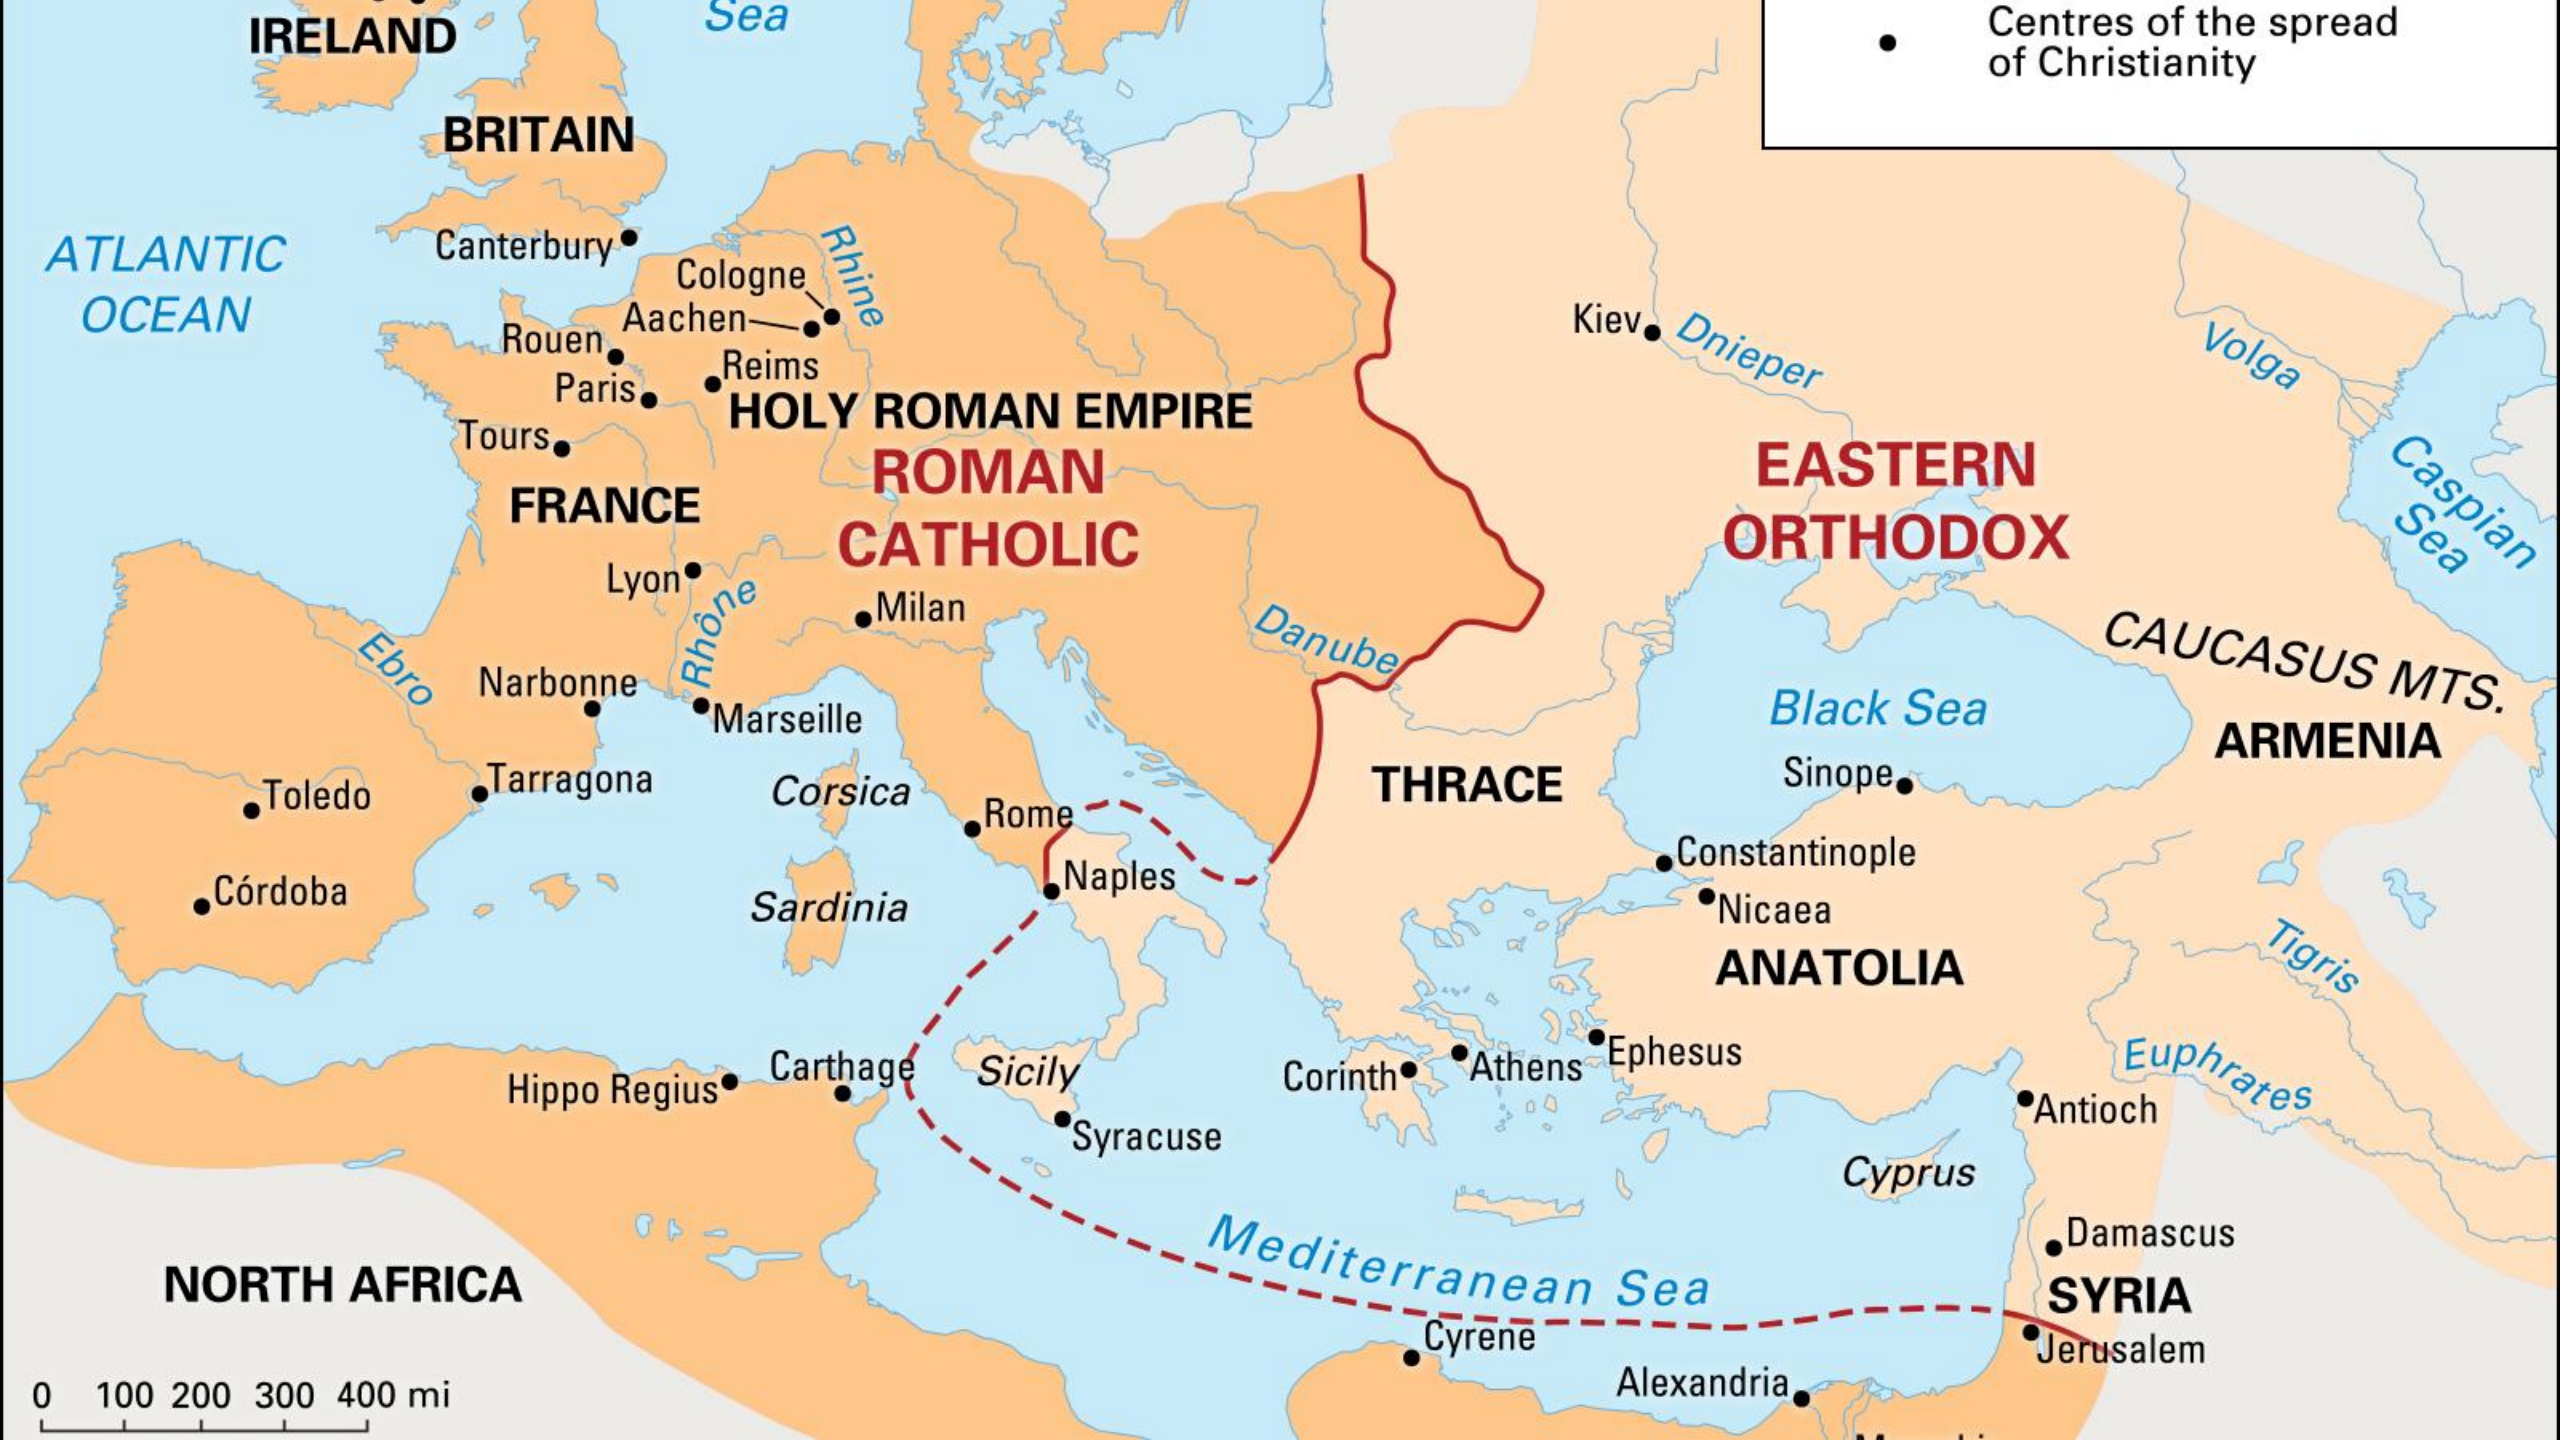 IRELAND
Sea
Centres of the spread
of Christianity
BRITAIN
Canterbury
ATLANTIC
OCEAN
Cologne
Rhine
Aachen
Rouen
Reims
Paris
HOLY ROMAN EMPIRE
Tours
ROMAN
CATHOLIC
FRANCE
Lyon
Rhône
Milan
Kiev
Dnieper
Volga
EASTERN
ORTHODOX
Caspian
Sea
CAUCASUS MTS.
ARMENIA
Danube
Black Sea
Sinope
THRACE
Ebro
Narbonne
Marseille
Toledo
Tarragona
Corsica
Rome
Córdoba
Sardinia
Naples
Constantinople
Nicaea
ANATOLIA
Tigris
Euphrates
Hippo Regius
Carthage
Sicily
Syracuse
Corinth
Athens
Ephesus
Antioch
Cyprus
Damascus
SYRIA
Jerusalem
Mediterranean Sea
NORTH AFRICA
Cyrene
Alexandria
0 100 200 300 400 mi